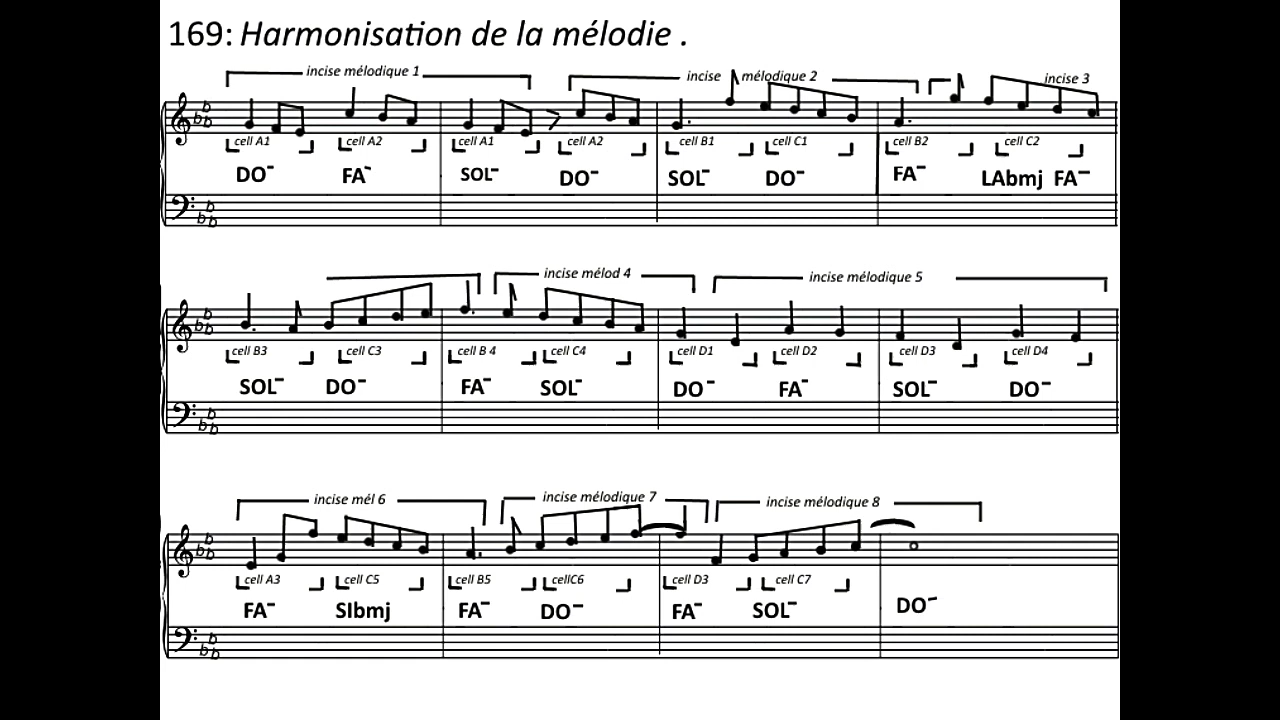 169: Harmonisation de la mélodie .
incise mélodique 1 incise mélodique 2 incise 3
cell A1 cell A2 cell A1 cell A2 cell B1 cell C1 cell B2 cell C2
DO- FA- SOL- DO- SOL- DO- FA- LAbmj FA-
incise mélod 4 incise mélodique 5
cell B3 cell C3 cell B 4 cell C4 cell D1 cell D2 cell D3 cell D4
SOL- DO- FA- SOL- DO- FA- SOL- DO-
incise mél 6 incise mélodique 7 incise mélodique 8
cell A3 cell C5 cell B5 cellC6 cell D3 cell C7
FA- SIbmj FA- DO- FA- SOL- DO-